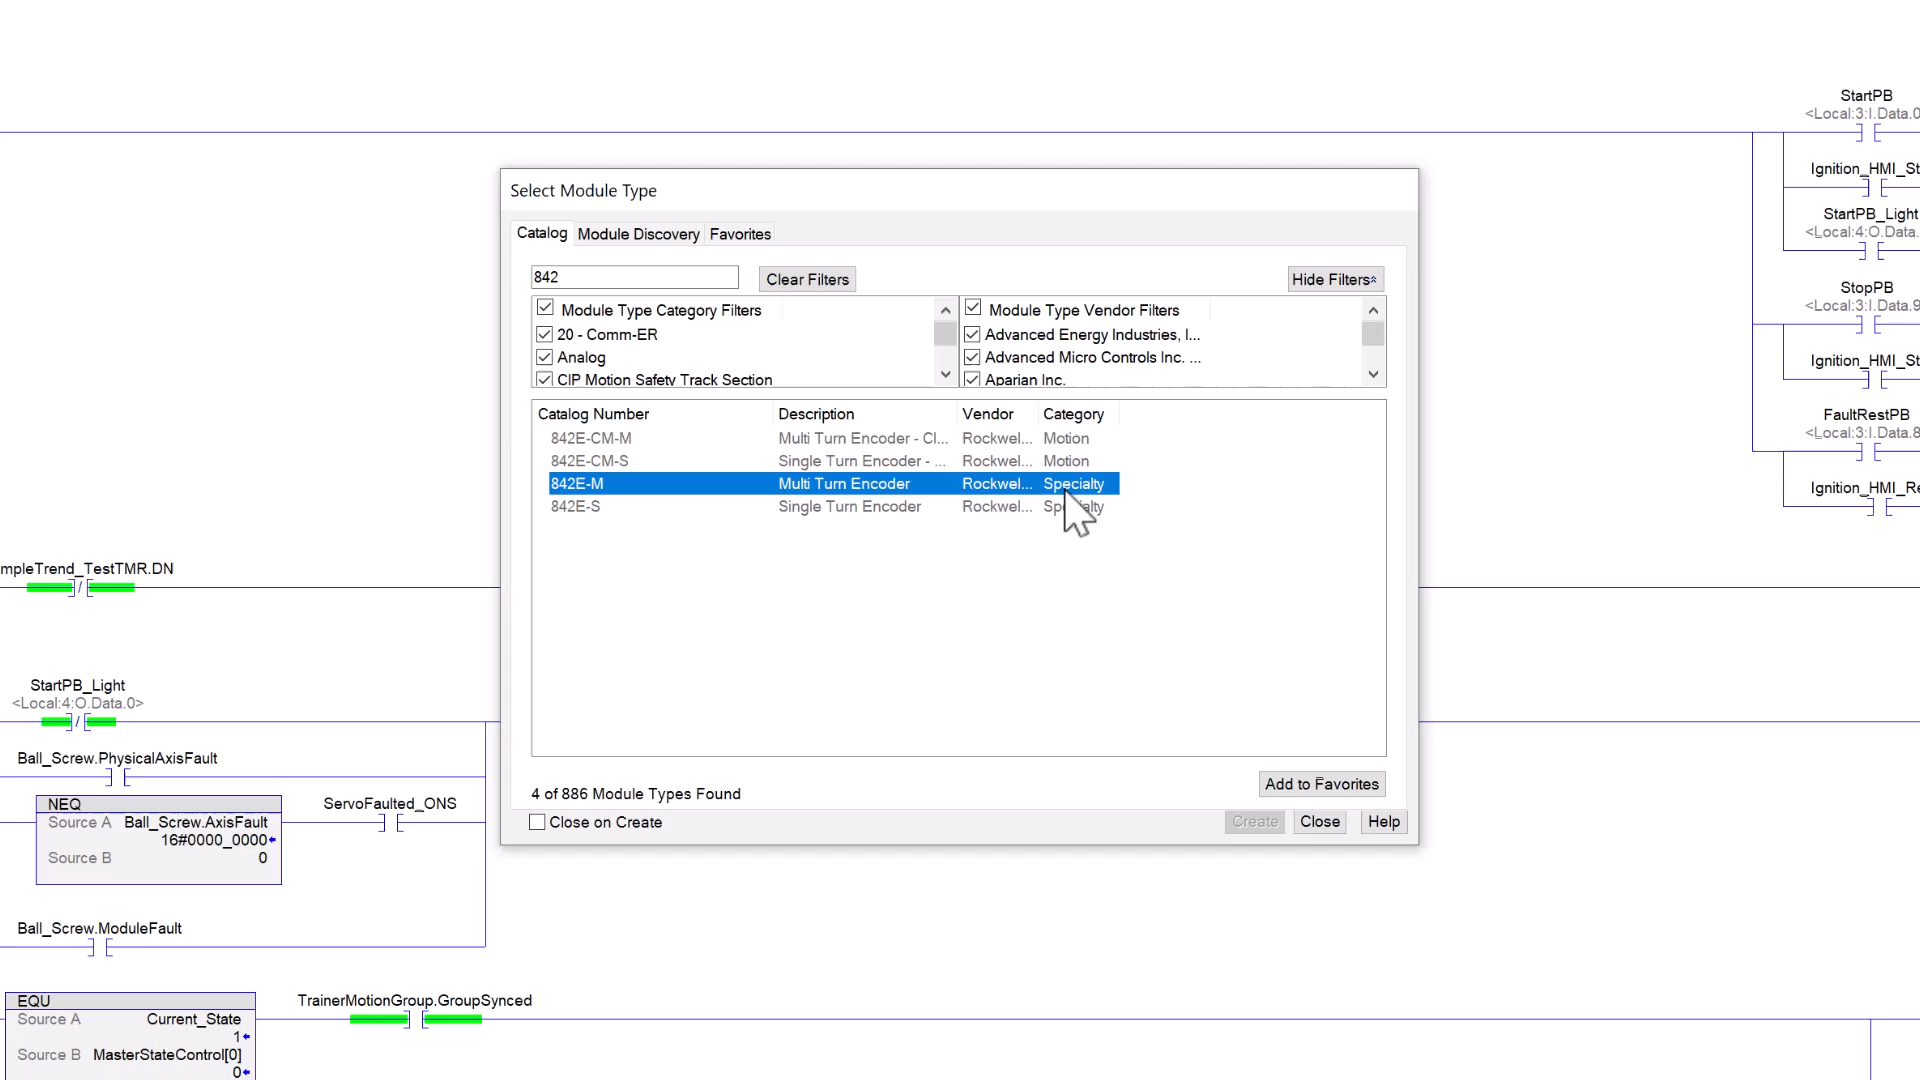 StartPB
<Local:3:I.Data.0
Ignition_HMI_St
StartPB_Light
<Local:4:O.Data.
StopPB
<Local:3:I.Data.9
Ignition_HMI_St
FaultRestPB
<Local:3:I.Data.8
Ignition_HMI_Re
Select Module Type
Catalog Module Discovery Favorites
842 Clear Filters Hide Filters
Module Type Category Filters Module Type Vendor Filters
20 - Comm-ER Advanced Energy Industries, I...
Analog Advanced Micro Controls Inc. ...
CIP Motion Safety Track Section Aparian Inc.
Catalog Number Description Vendor Category
842E-CM-M Multi Turn Encoder - Cl... Rockwel... Motion
842E-CM-S Single Turn Encoder - ... Rockwel... Motion
842E-M Multi Turn Encoder Rockwel... Specialty
842E-S Single Turn Encoder Rockwel... Specialty
4 of 886 Module Types Found
Add to Favorites
Close on Create Create Close Help
mpleTrend_TestTMR.DN
StartPB_Light
<Local:4:O.Data.0>
Ball_Screw.PhysicalAxisFault
NEQ
Source A Ball_Screw.AxisFault
16#0000_0000
Source B 0
ServoFaulted_ONS
Ball_Screw.ModuleFault
EQU
Source A Current_State
1
Source B MasterStateControl[0]
0
TrainerMotionGroup.GroupSynced